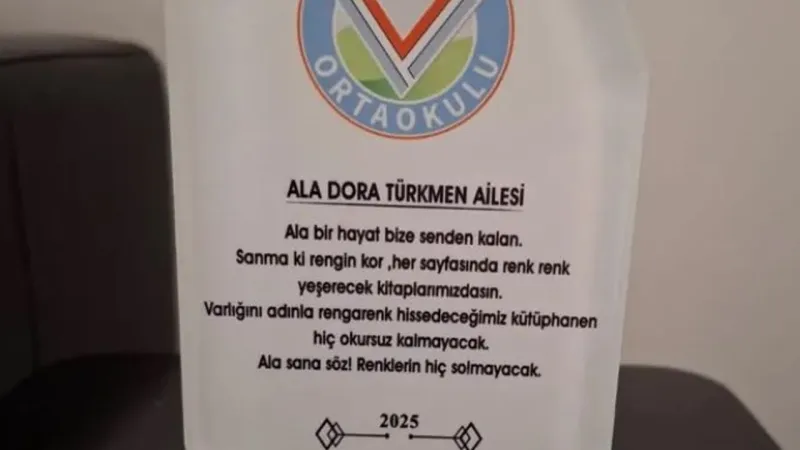 ORTAOKULU
ALA DORA TÜRKMEN AİLESİ
Ala bir hayat bize senden kalan.
Sanma ki rengin kor ,her sayfasında renk renk
yeşerecek kitaplarımızdasın.
Varlığını adınla rengarenk hissedeceğimiz kütüphanen
hiç okursuz kalmayacak.
Ala sana söz! Renklerin hiç solmayacak.
2025